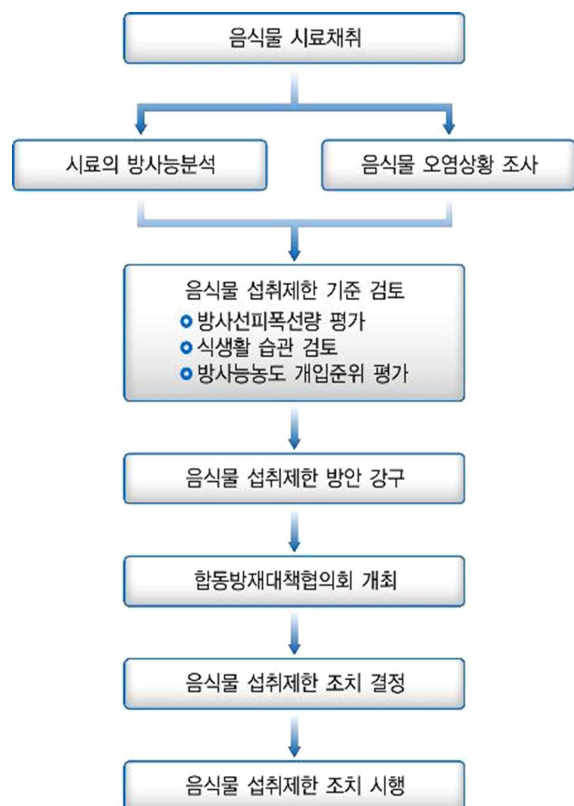 음식물 시료채취
시료의 방사능분석
음식물 오염상황 조사
음식물 섭취제한 기준 검토
방사선피폭선량 평가
식생활 습관 검토
방사능농도 개입준위 평가
음식물 섭취제한 방안 강구
합동방재대책협의회 개최
음식물 섭취제한 조치 결정
음식물 섭취제한 조치 시행